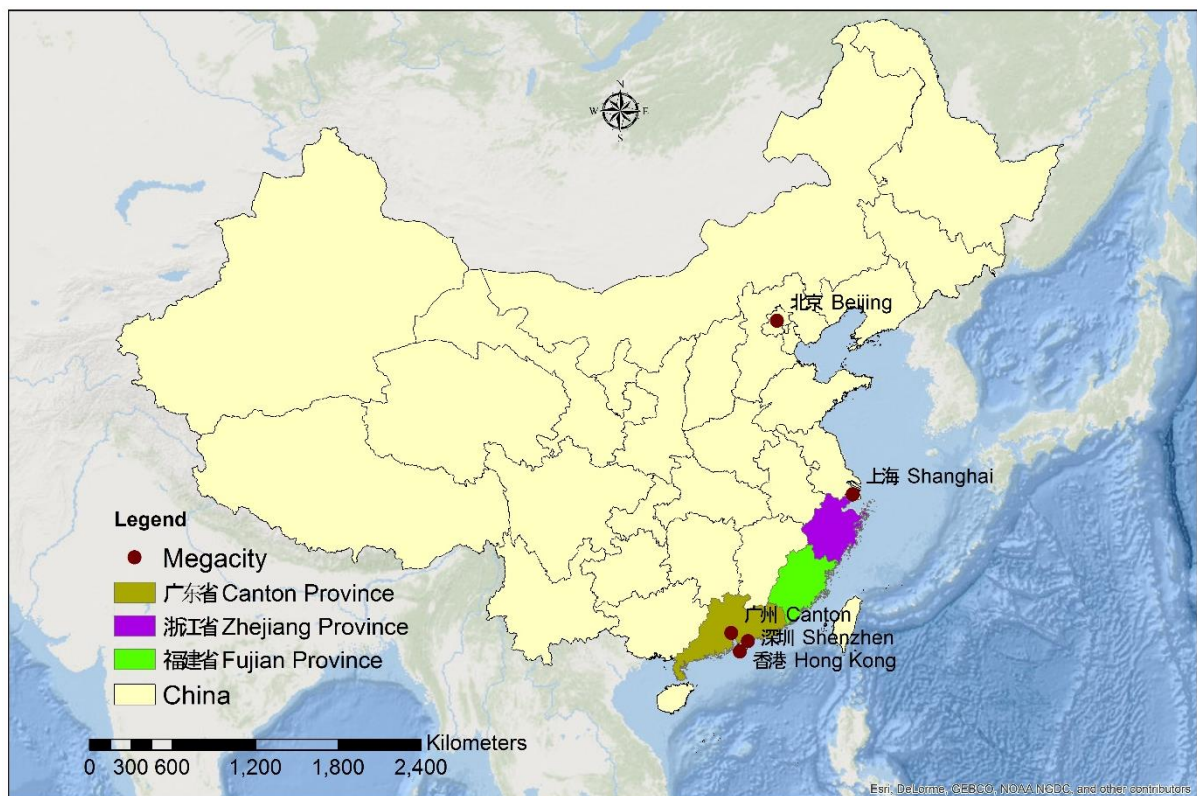 N
W E
S
北京 Beijing
上海 Shanghai
Legend
Megacity
广东省 Canton Province
浙江省 Zhejiang Province
福建省 Fujian Province
China
广州 Canton
深圳 Shenzhen
香港 Hong Kong
Kilometers
0 300 600 1,200 1,800 2,400
Esri, DeLorme, GEBCO, NOAA NGDC, and other contributors